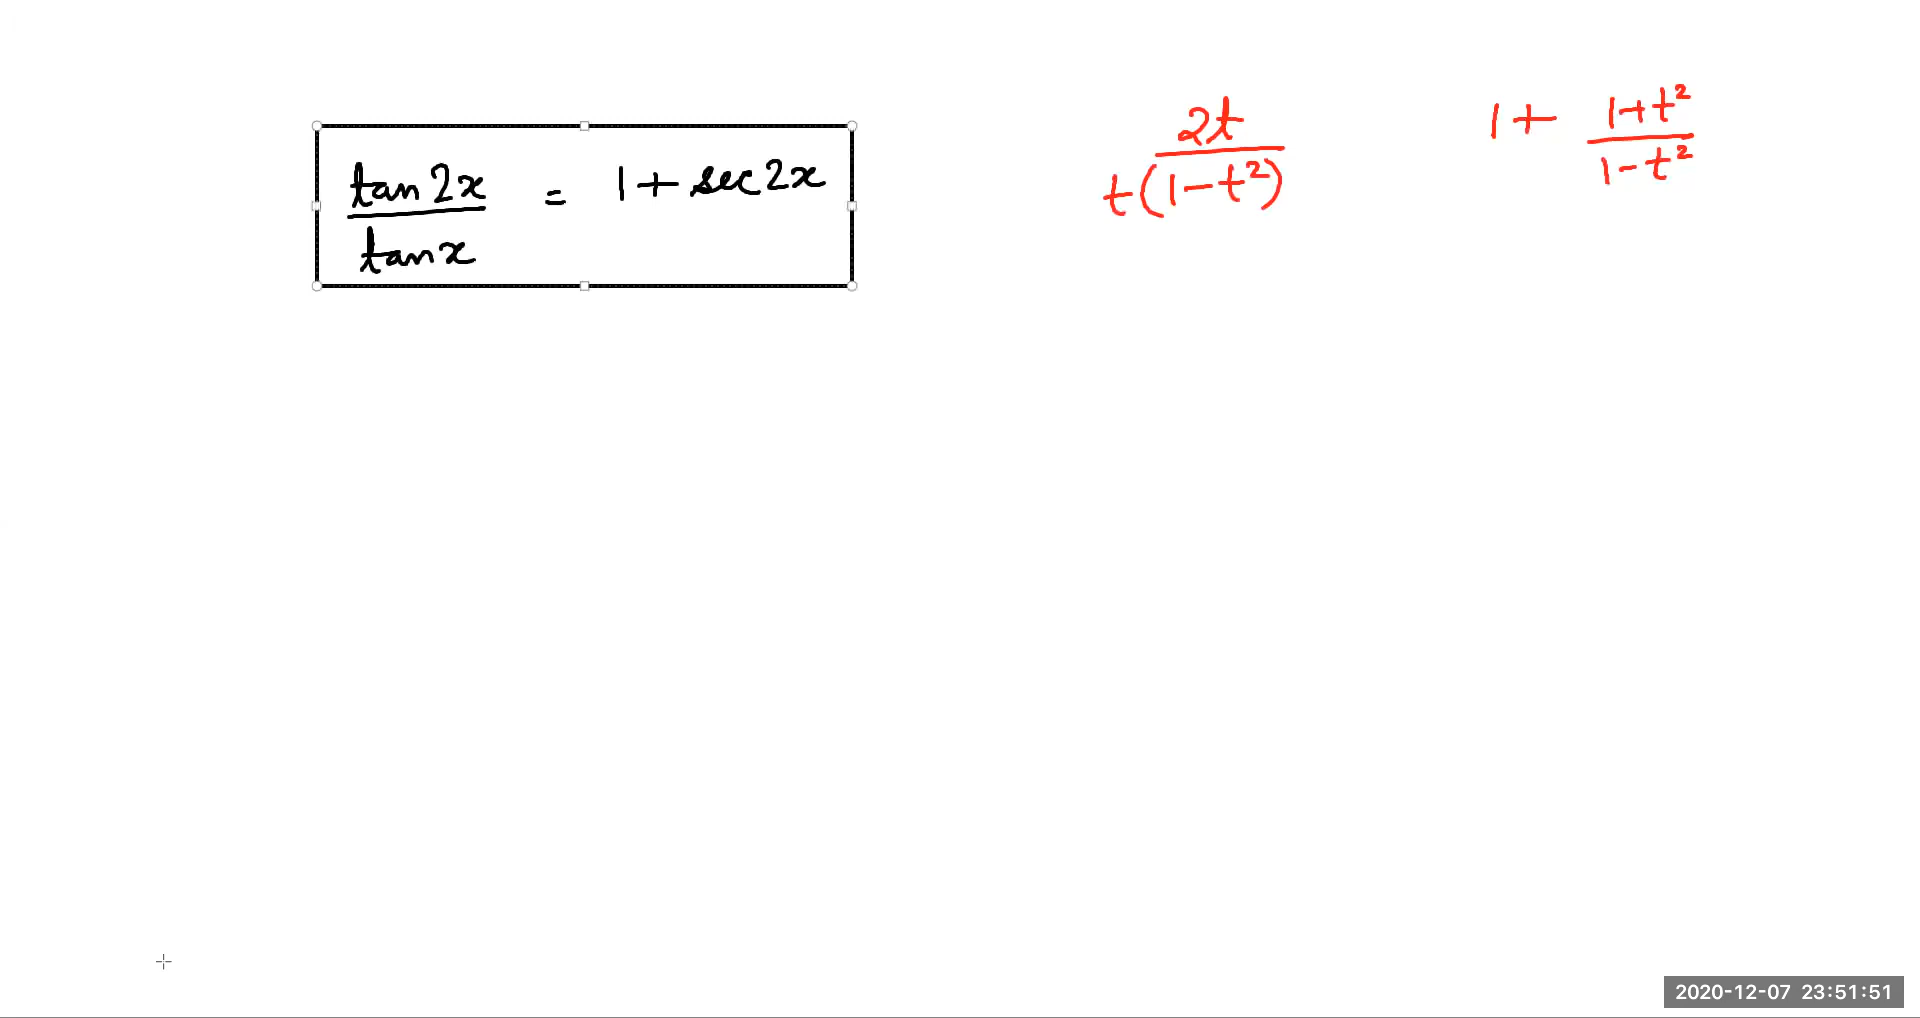 tan 2x / tan x = 1 + sec 2x
2t / t(1 - t²)
1 + (1 + t²) / (1 - t²)
2020-12-07 23:51:51